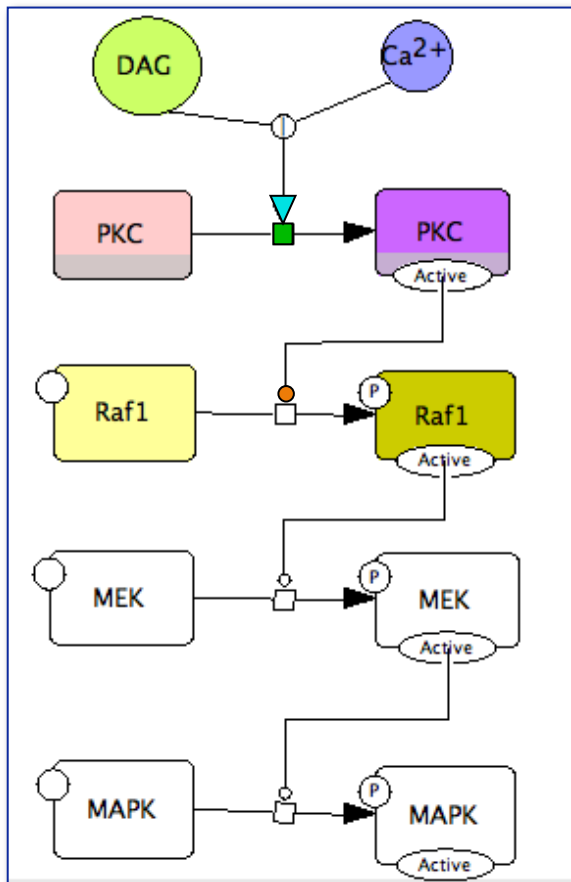 DAG
Ca2+
PKC
PKC
Active
Raf1
P
Raf1
Active
MEK
P
MEK
Active
MAPK
P
MAPK
Active